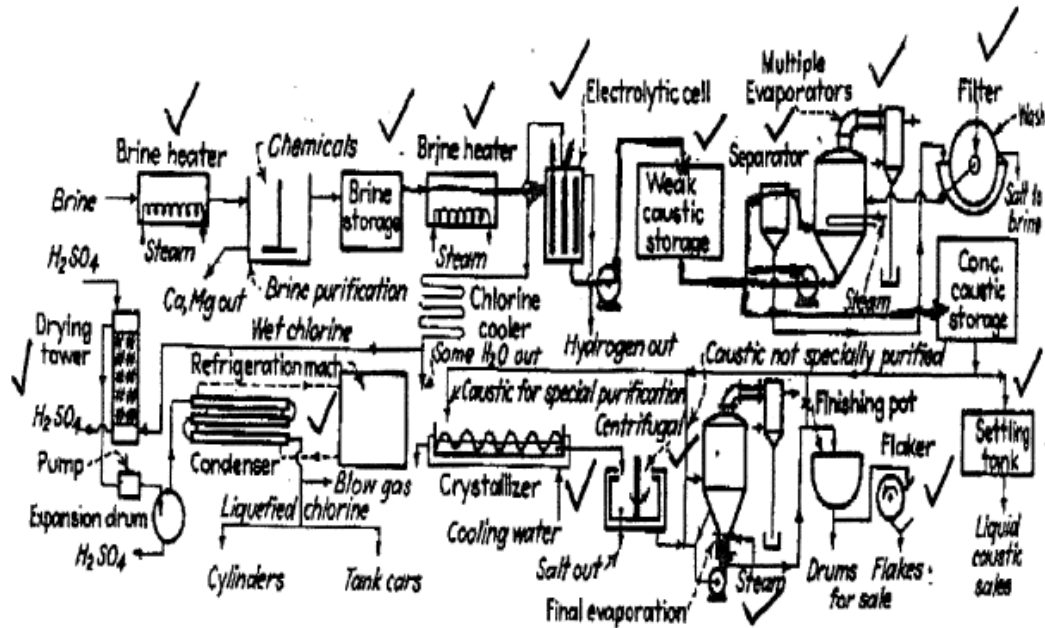 Multiple
Evaporators
Filter
Wash
Electrolytic cell
Chemicals
Brine heater
Brine heater
Separator
Brine
Brine
storage
Weak
caustic
storage
Salt to
brine
Steam
Steam
Steam
H₂SO₄
Ca, Mg out
Brine purification
Chlorine
cooler
Conc.
caustic
storage
Drying
tower
Wet chlorine
Some H₂O out
Hydrogen out
Caustic not specially purified
Refrigeration mach.
Caustic for special purification
Centrifugal
Finishing pot
H₂SO₄
Flaker
Settling
tank
Pump
Condenser
Blow gas
Crystallizer
Expansion drum
Liquefied chlorine
Cooling water
H₂SO₄
Cylinders
Tank cars
Salt out
Final evaporation
Steam
Drums
Flakes
for sale
Liquid
caustic
sales